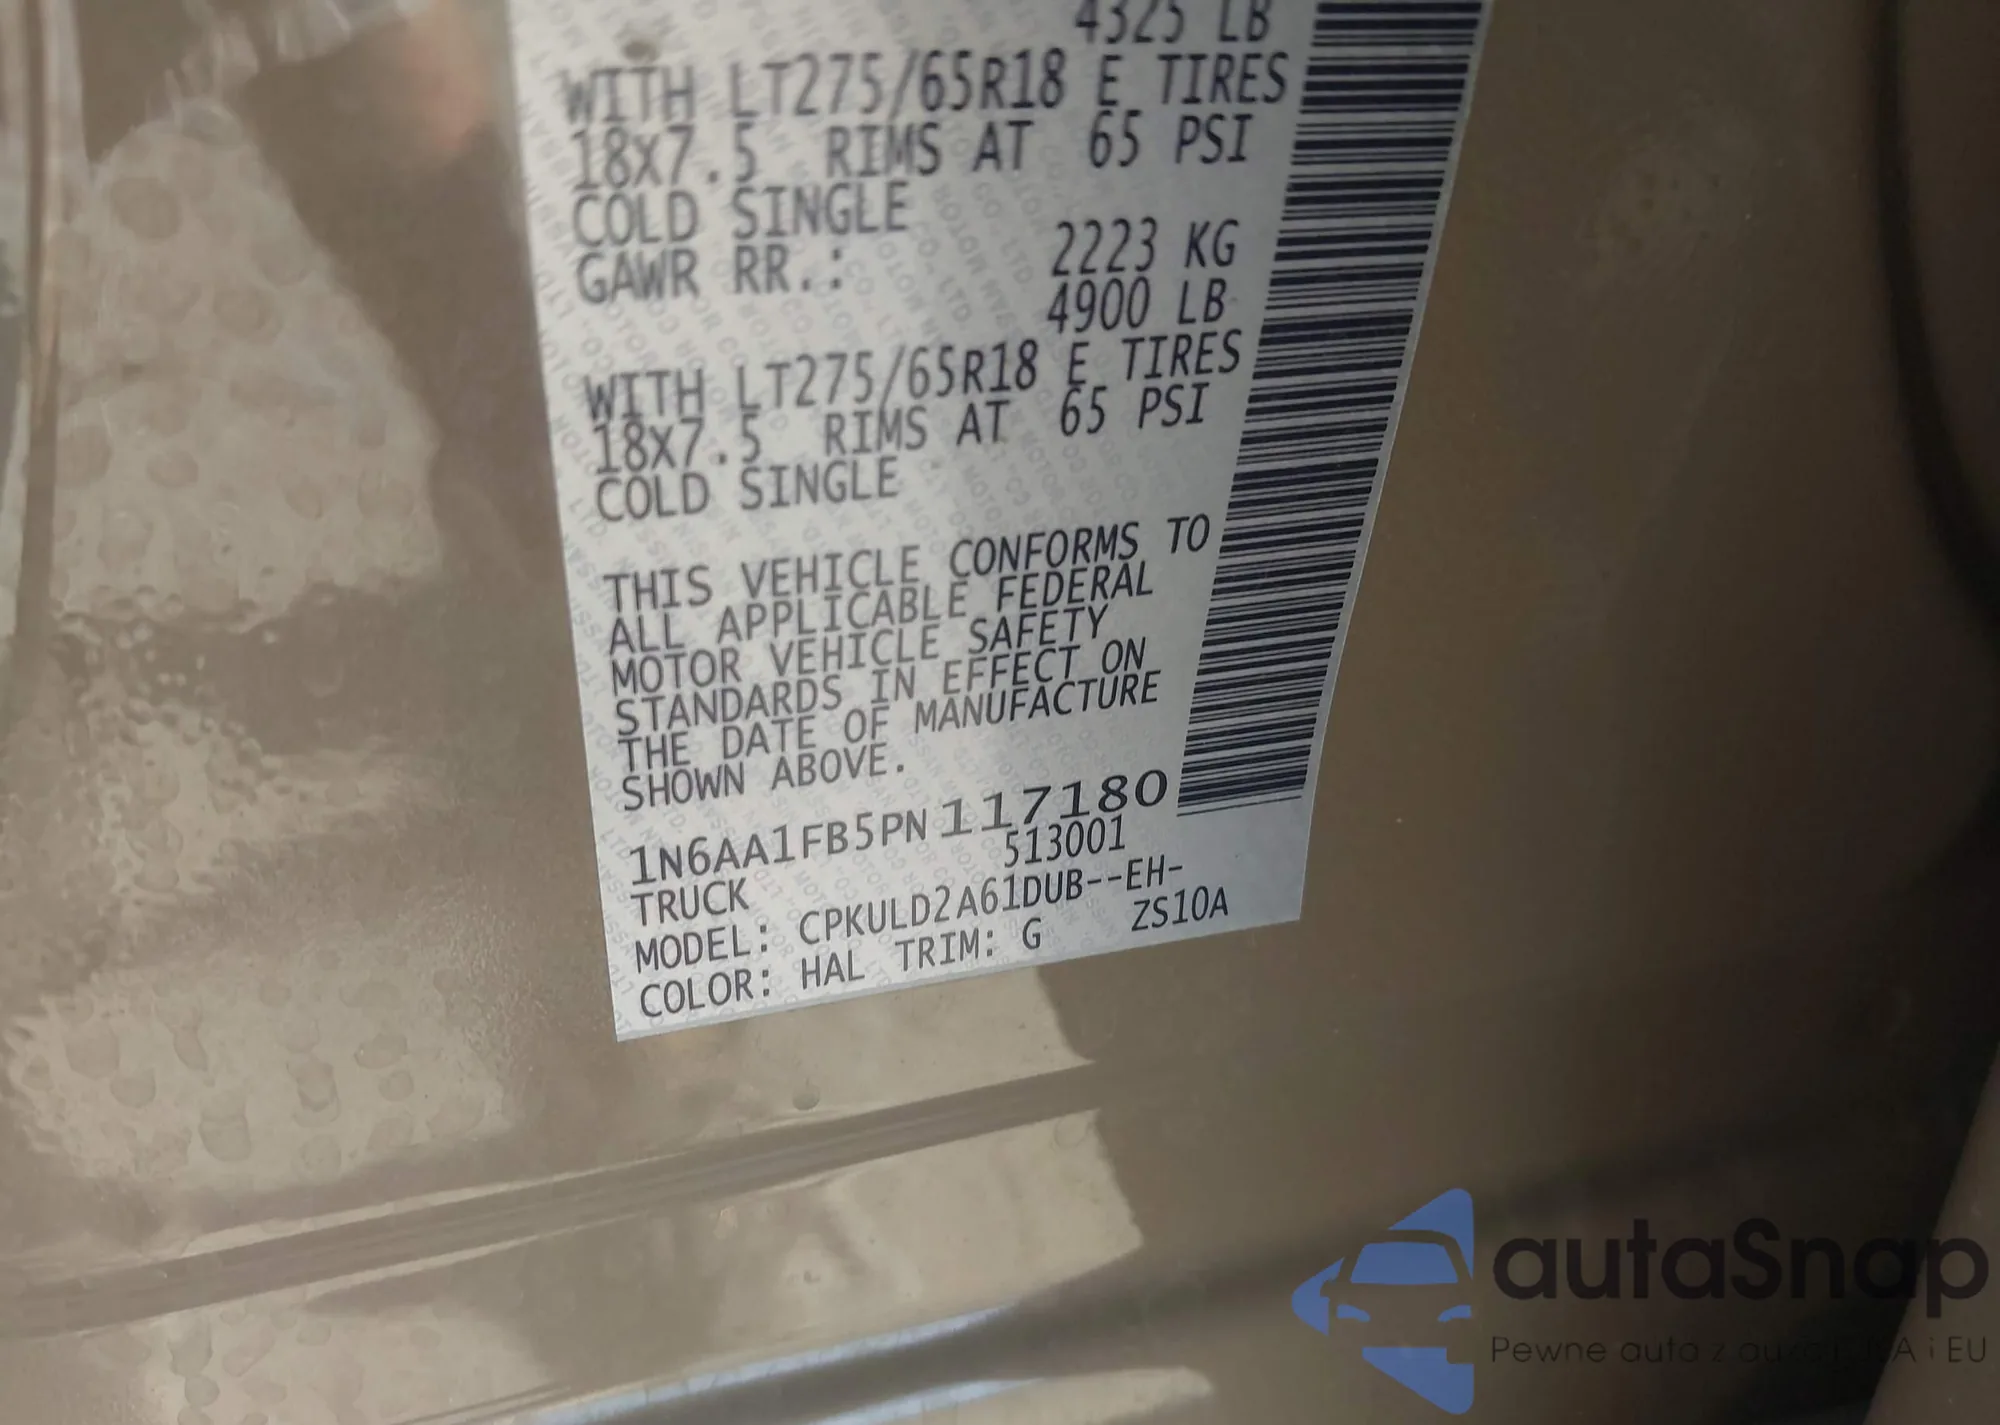 4325 LB
WITH LT275/65R18 E TIRES
18X7.5 RIMS AT 65 PSI
COLD SINGLE
GAWR RR.: 2223 KG
4900 LB
WITH LT275/65R18 E TIRES
18X7.5 RIMS AT 65 PSI
COLD SINGLE
THIS VEHICLE CONFORMS TO
ALL APPLICABLE FEDERAL
MOTOR VEHICLE SAFETY
STANDARDS IN EFFECT ON
THE DATE OF MANUFACTURE
SHOWN ABOVE.
1N6AA1FB5PN117180
TRUCK 513001
MODEL: CPKULD2A61DUB--EH-
COLOR: HAL TRIM: G ZS10A
autaSnap
Pewne auta z i EU